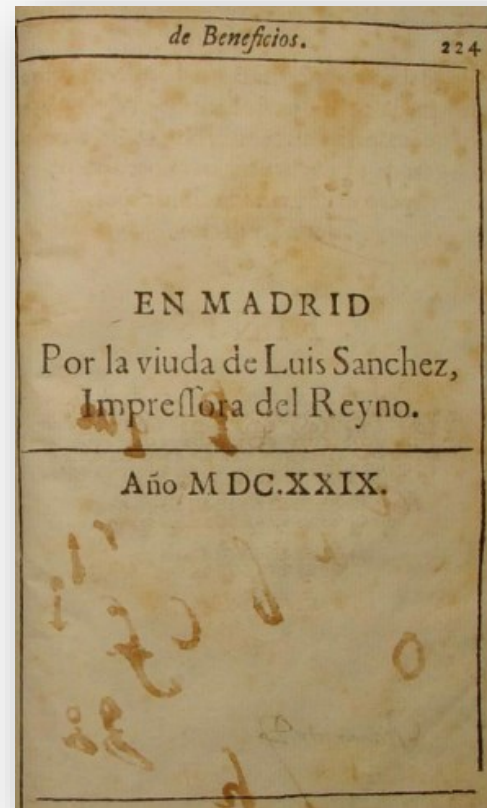 de Beneficios.
224
EN MADRID
Por la viuda de Luis Sanchez,
Impreſſora del Reyno.
Año M DC.XXIX.